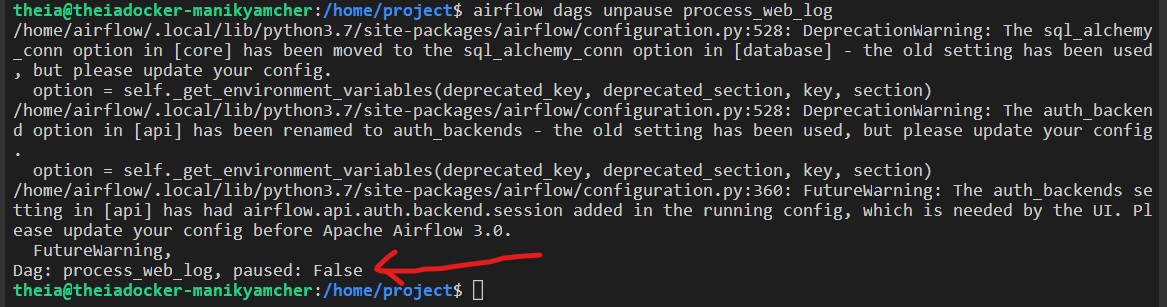 theia@theiadocker-manikyamcher:/home/project$ airflow dags unpause process_web_log
/home/airflow/.local/lib/python3.7/site-packages/airflow/configuration.py:528: DeprecationWarning: The sql_alchemy
_conn option in [core] has been moved to the sql_alchemy_conn option in [database] - the old setting has been used
, but please update your config.
  option = self._get_environment_variables(deprecated_key, deprecated_section, key, section)
/home/airflow/.local/lib/python3.7/site-packages/airflow/configuration.py:528: DeprecationWarning: The auth_backen
d option in [api] has been renamed to auth_backends - the old setting has been used, but please update your config
.
  option = self._get_environment_variables(deprecated_key, deprecated_section, key, section)
/home/airflow/.local/lib/python3.7/site-packages/airflow/configuration.py:360: FutureWarning: The auth_backends se
tting in [api] has had airflow.api.auth.backend.session added in the running config, which is needed by the UI. Pl
ease update your config before Apache Airflow 3.0.
  FutureWarning,
Dag: process_web_log, paused: False
theia@theiadocker-manikyamcher:/home/project$